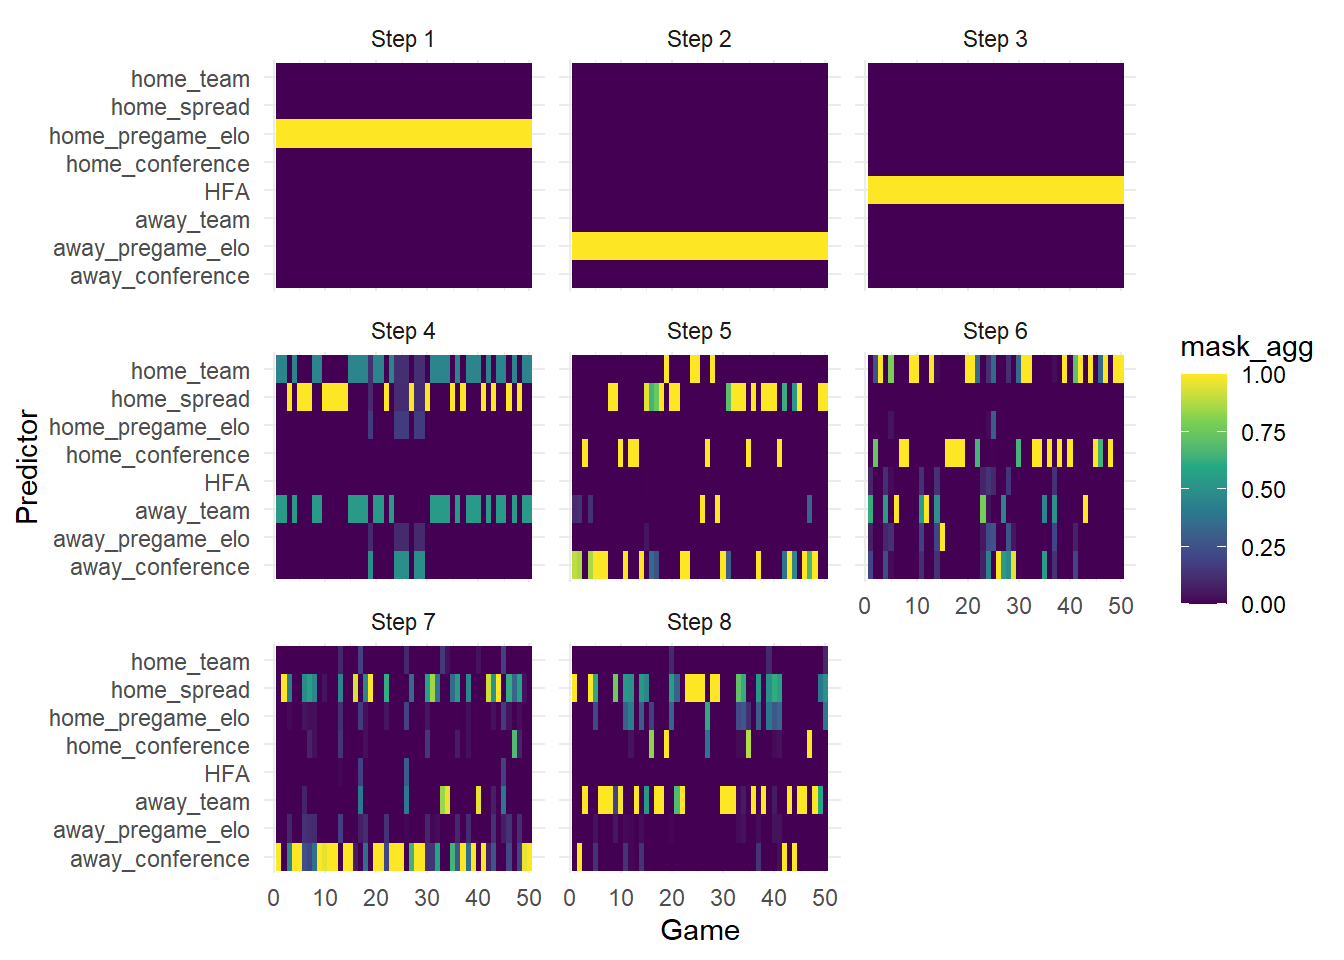 Step 1 Step 2 Step 3
home_team
home_spread
home_pregame_elo
home_conference
HFA
away_team
away_pregame_elo
away_conference
Step 4 Step 5 Step 6
home_team
home_spread
home_pregame_elo
home_conference
HFA
away_team
away_pregame_elo
away_conference
0 10 20 30 40 50
Step 7 Step 8
home_team
home_spread
home_pregame_elo
home_conference
HFA
away_team
away_pregame_elo
away_conference
0 10 20 30 40 50 0 10 20 30 40 50
Game
Predictor
mask_agg
1.00
0.75
0.50
0.25
0.00